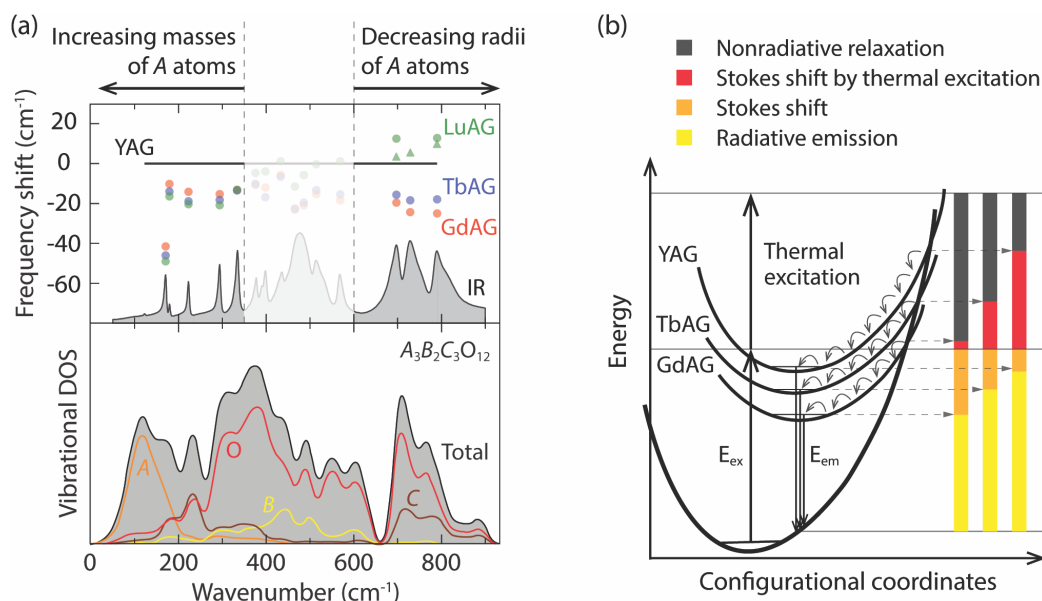 (a)
Increasing masses
of A atoms
Decreasing radii
of A atoms
Frequency shift (cm⁻¹)
20
0
-20
-40
-60
YAG
LuAG
TbAG
GdAG
IR
Vibrational DOS
A₃B₂C₃O₁₂
Total
A
O
B
C
0
200
400
600
800
Wavenumber (cm⁻¹)
(b)
Nonradiative relaxation
Stokes shift by thermal excitation
Stokes shift
Radiative emission
Energy
YAG
TbAG
GdAG
Thermal
excitation
Eₑₓ
Eₑₘ
Configurational coordinates